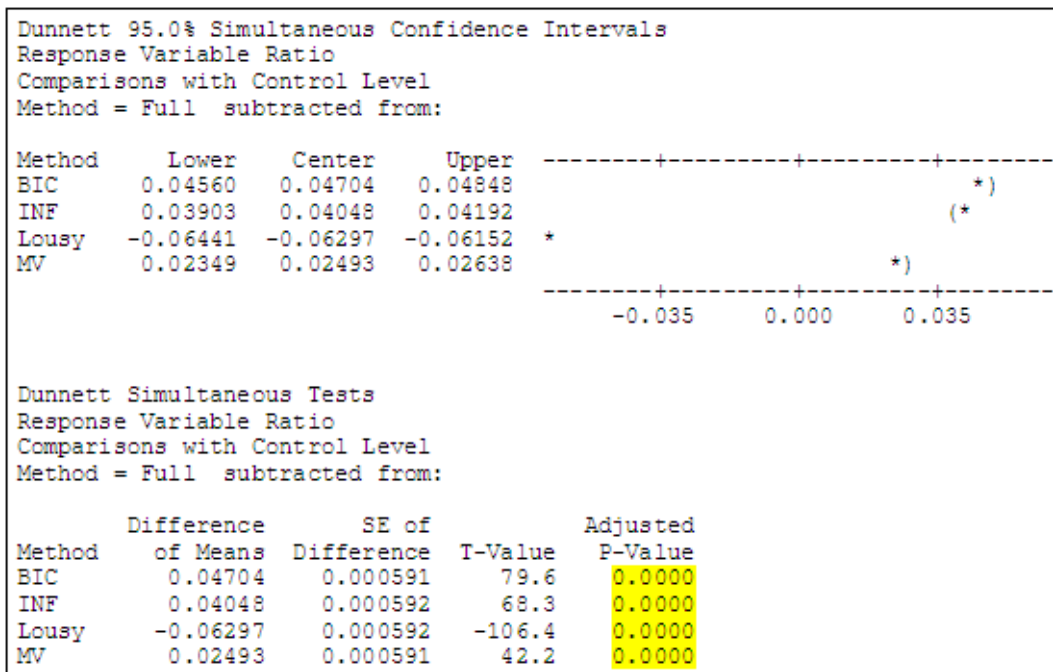 Dunnett 95.0% Simultaneous Confidence Intervals
Response Variable Ratio
Comparisons with Control Level
Method = Full  subtracted from:

Method     Lower    Center     Upper  --------+---------+---------+--------
BIC      0.04560   0.04704   0.04848                                 *)
INF      0.03903   0.04048   0.04192                               (*
Lousy   -0.06441  -0.06297  -0.06152  *
MV       0.02349   0.02493   0.02638                           *)
                                      --------+---------+---------+--------
                                           -0.035     0.000     0.035

Dunnett Simultaneous Tests
Response Variable Ratio
Comparisons with Control Level
Method = Full  subtracted from:

        Difference       SE of           Adjusted
Method    of Means  Difference  T-Value   P-Value
BIC        0.04704    0.000591     79.6    0.0000
INF        0.04048    0.000592     68.3    0.0000
Lousy     -0.06297    0.000592   -106.4    0.0000
MV         0.02493    0.000591     42.2    0.0000